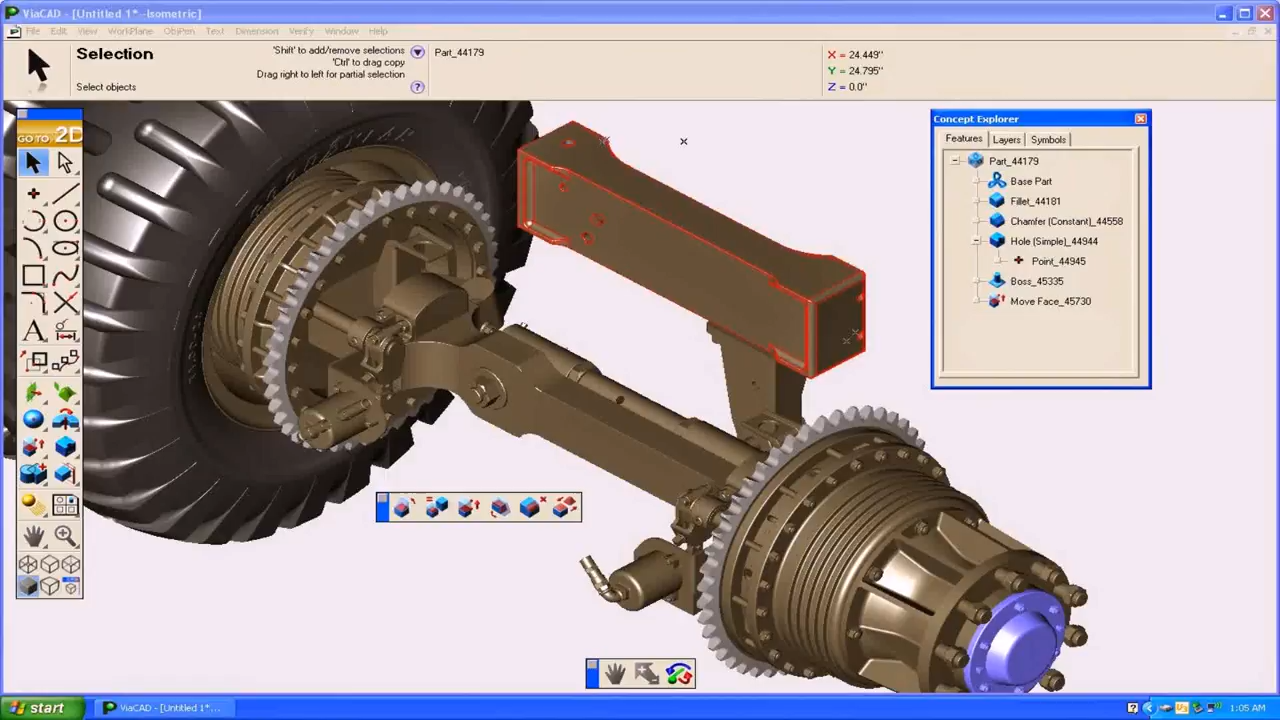 ViaCAD - [Untitled 1* -Isometric]
File Edit View WorkPlane ObjPen Text Dimension Verify Window Help
Selection
Select objects
'Shift' to add/remove selections
'Ctrl' to drag copy
Drag right to left for partial selection
?
Part_44179
X = 24.449"
Y = 24.795"
Z = 0.0"
GO TO 2D
A
Concept Explorer
Features Layers Symbols
Part_44179
Base Part
Fillet_44181
Chamfer (Constant)_44558
Hole (Simple)_44944
Point_44945
Boss_45335
Move Face_45730
start
ViaCAD - [Untitled 1*...
1:05 AM